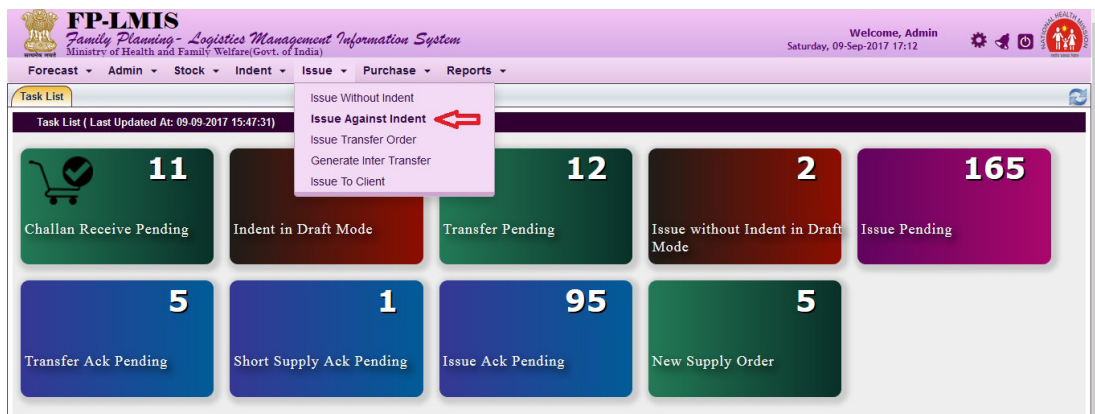 FP-LMIS
Family Planning - Logistics Management Information System
Ministry of Health and Family Welfare(Govt. of India)
Welcome, Admin
Saturday, 09-Sep-2017 17:12
Forecast Admin Stock Indent Issue Purchase Reports
Task List
Issue Without Indent
Issue Against Indent
Issue Transfer Order
Generate Inter Transfer
Issue To Client
Task List ( Last Updated At: 09-09-2017 15:47:31)
11
Challan Receive Pending
Indent in Draft Mode
12
Transfer Pending
2
Issue without Indent in Draft
Mode
165
Issue Pending
5
Transfer Ack Pending
1
Short Supply Ack Pending
95
Issue Ack Pending
5
New Supply Order